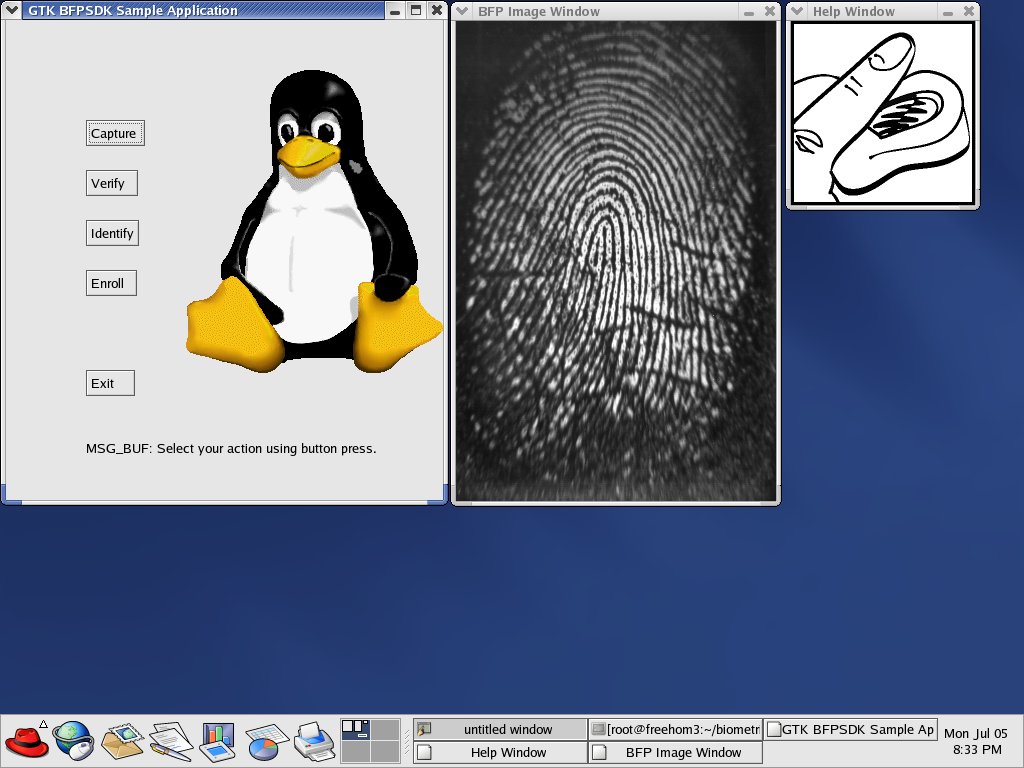 GTK BFPSDK Sample Application
BFP Image Window
Help Window
Capture
Verify
Identify
Enroll
Exit
MSG_BUF: Select your action using button press.
untitled window
[root@freehom3:~/biometr
GTK BFPSDK Sample Ap
Help Window
BFP Image Window
Mon Jul 05
8:33 PM